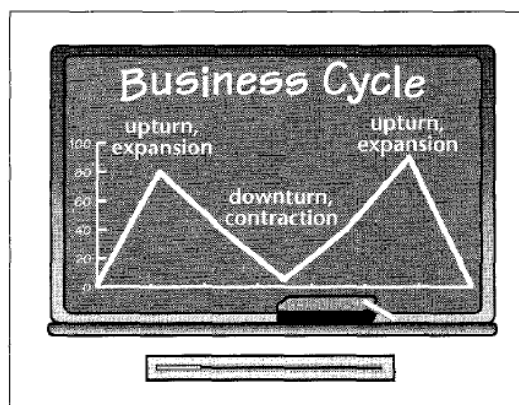 Business Cycle
upturn,
expansion
upturn,
expansion
downturn,
contraction
100
80
60
40
20
0